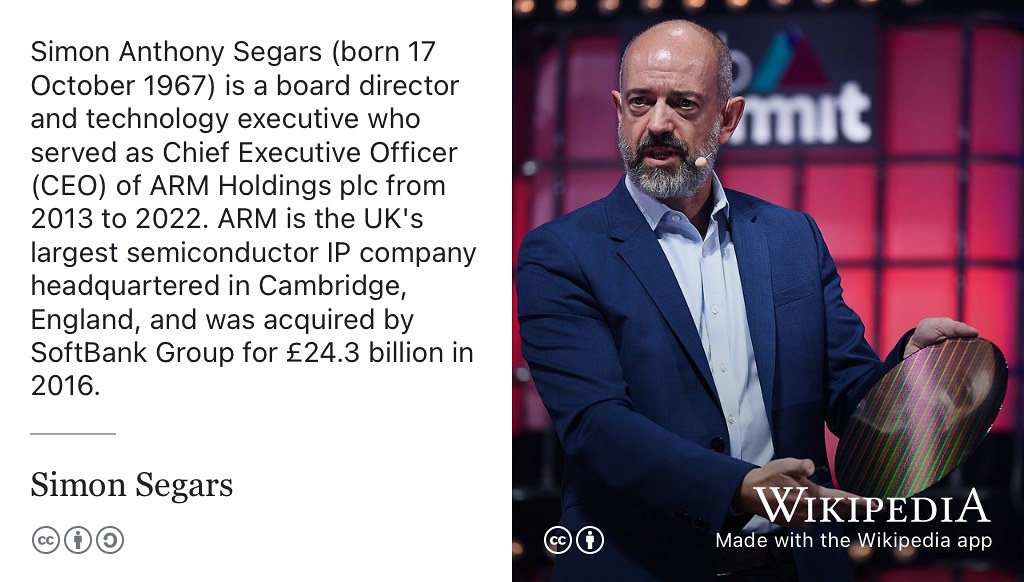 Simon Anthony Segars (born 17
October 1967) is a board director
and technology executive who
served as Chief Executive Officer
(CEO) of ARM Holdings plc from
2013 to 2022. ARM is the UK's
largest semiconductor IP company
headquartered in Cambridge,
England, and was acquired by
SoftBank Group for £24.3 billion in
2016.
Simon Segars
cc
mit
WIKIPEDIA
cc
Made with the Wikipedia app